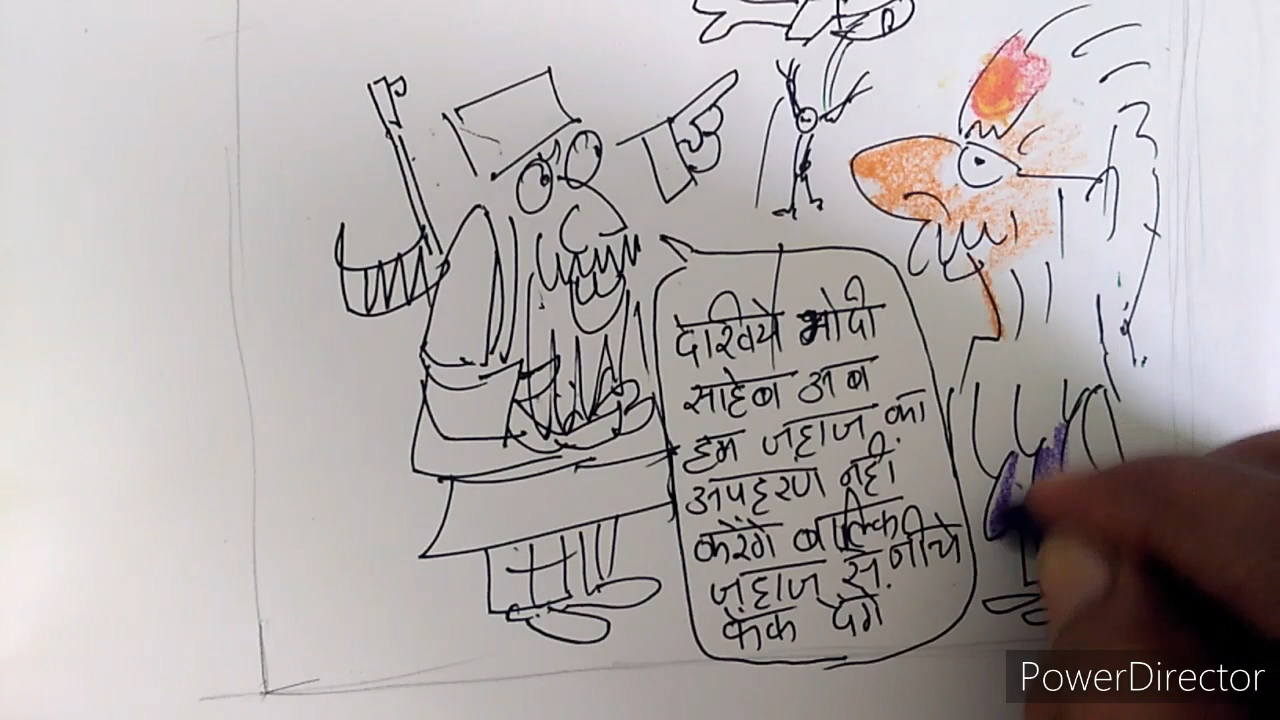 देखिये मोदी
साहेब अब
हम जहाज का
अपहरण नहीं
करेंगे बल्कि
जहाज से नीचे
फेंक देगे
PowerDirector